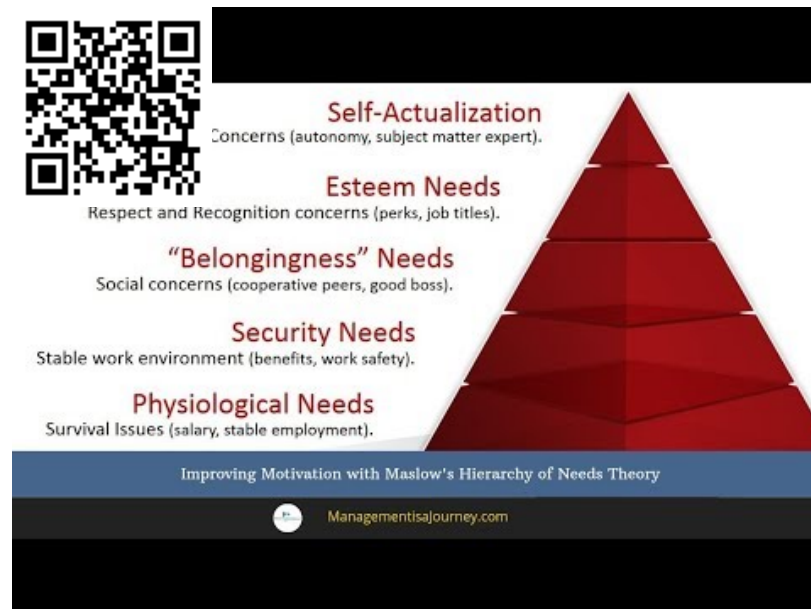 Self-Actualization
Concerns (autonomy, subject matter expert).
Esteem Needs
Respect and Recognition concerns (perks, job titles).
“Belongingness” Needs
Social concerns (cooperative peers, good boss).
Security Needs
Stable work environment (benefits, work safety).
Physiological Needs
Survival Issues (salary, stable employment).
Improving Motivation with Maslow's Hierarchy of Needs Theory
ManagementisaJourney.com